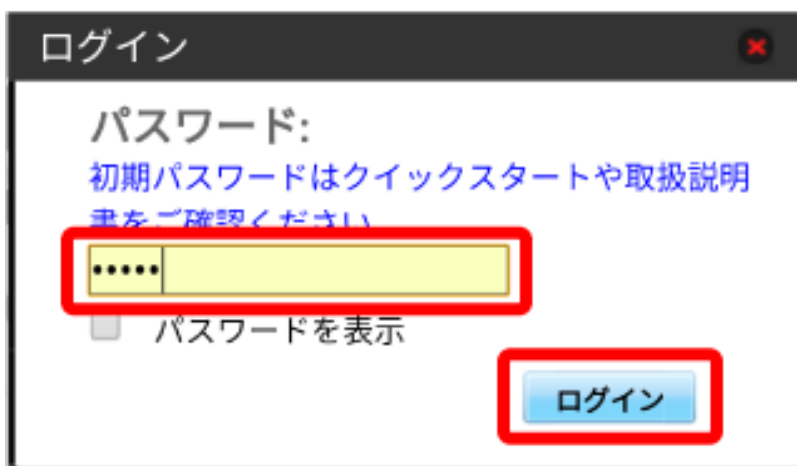 ログイン
パスワード:
初期パスワードはクイックスタートや取扱説明
書をご確認ください
•••••
パスワードを表示
ログイン